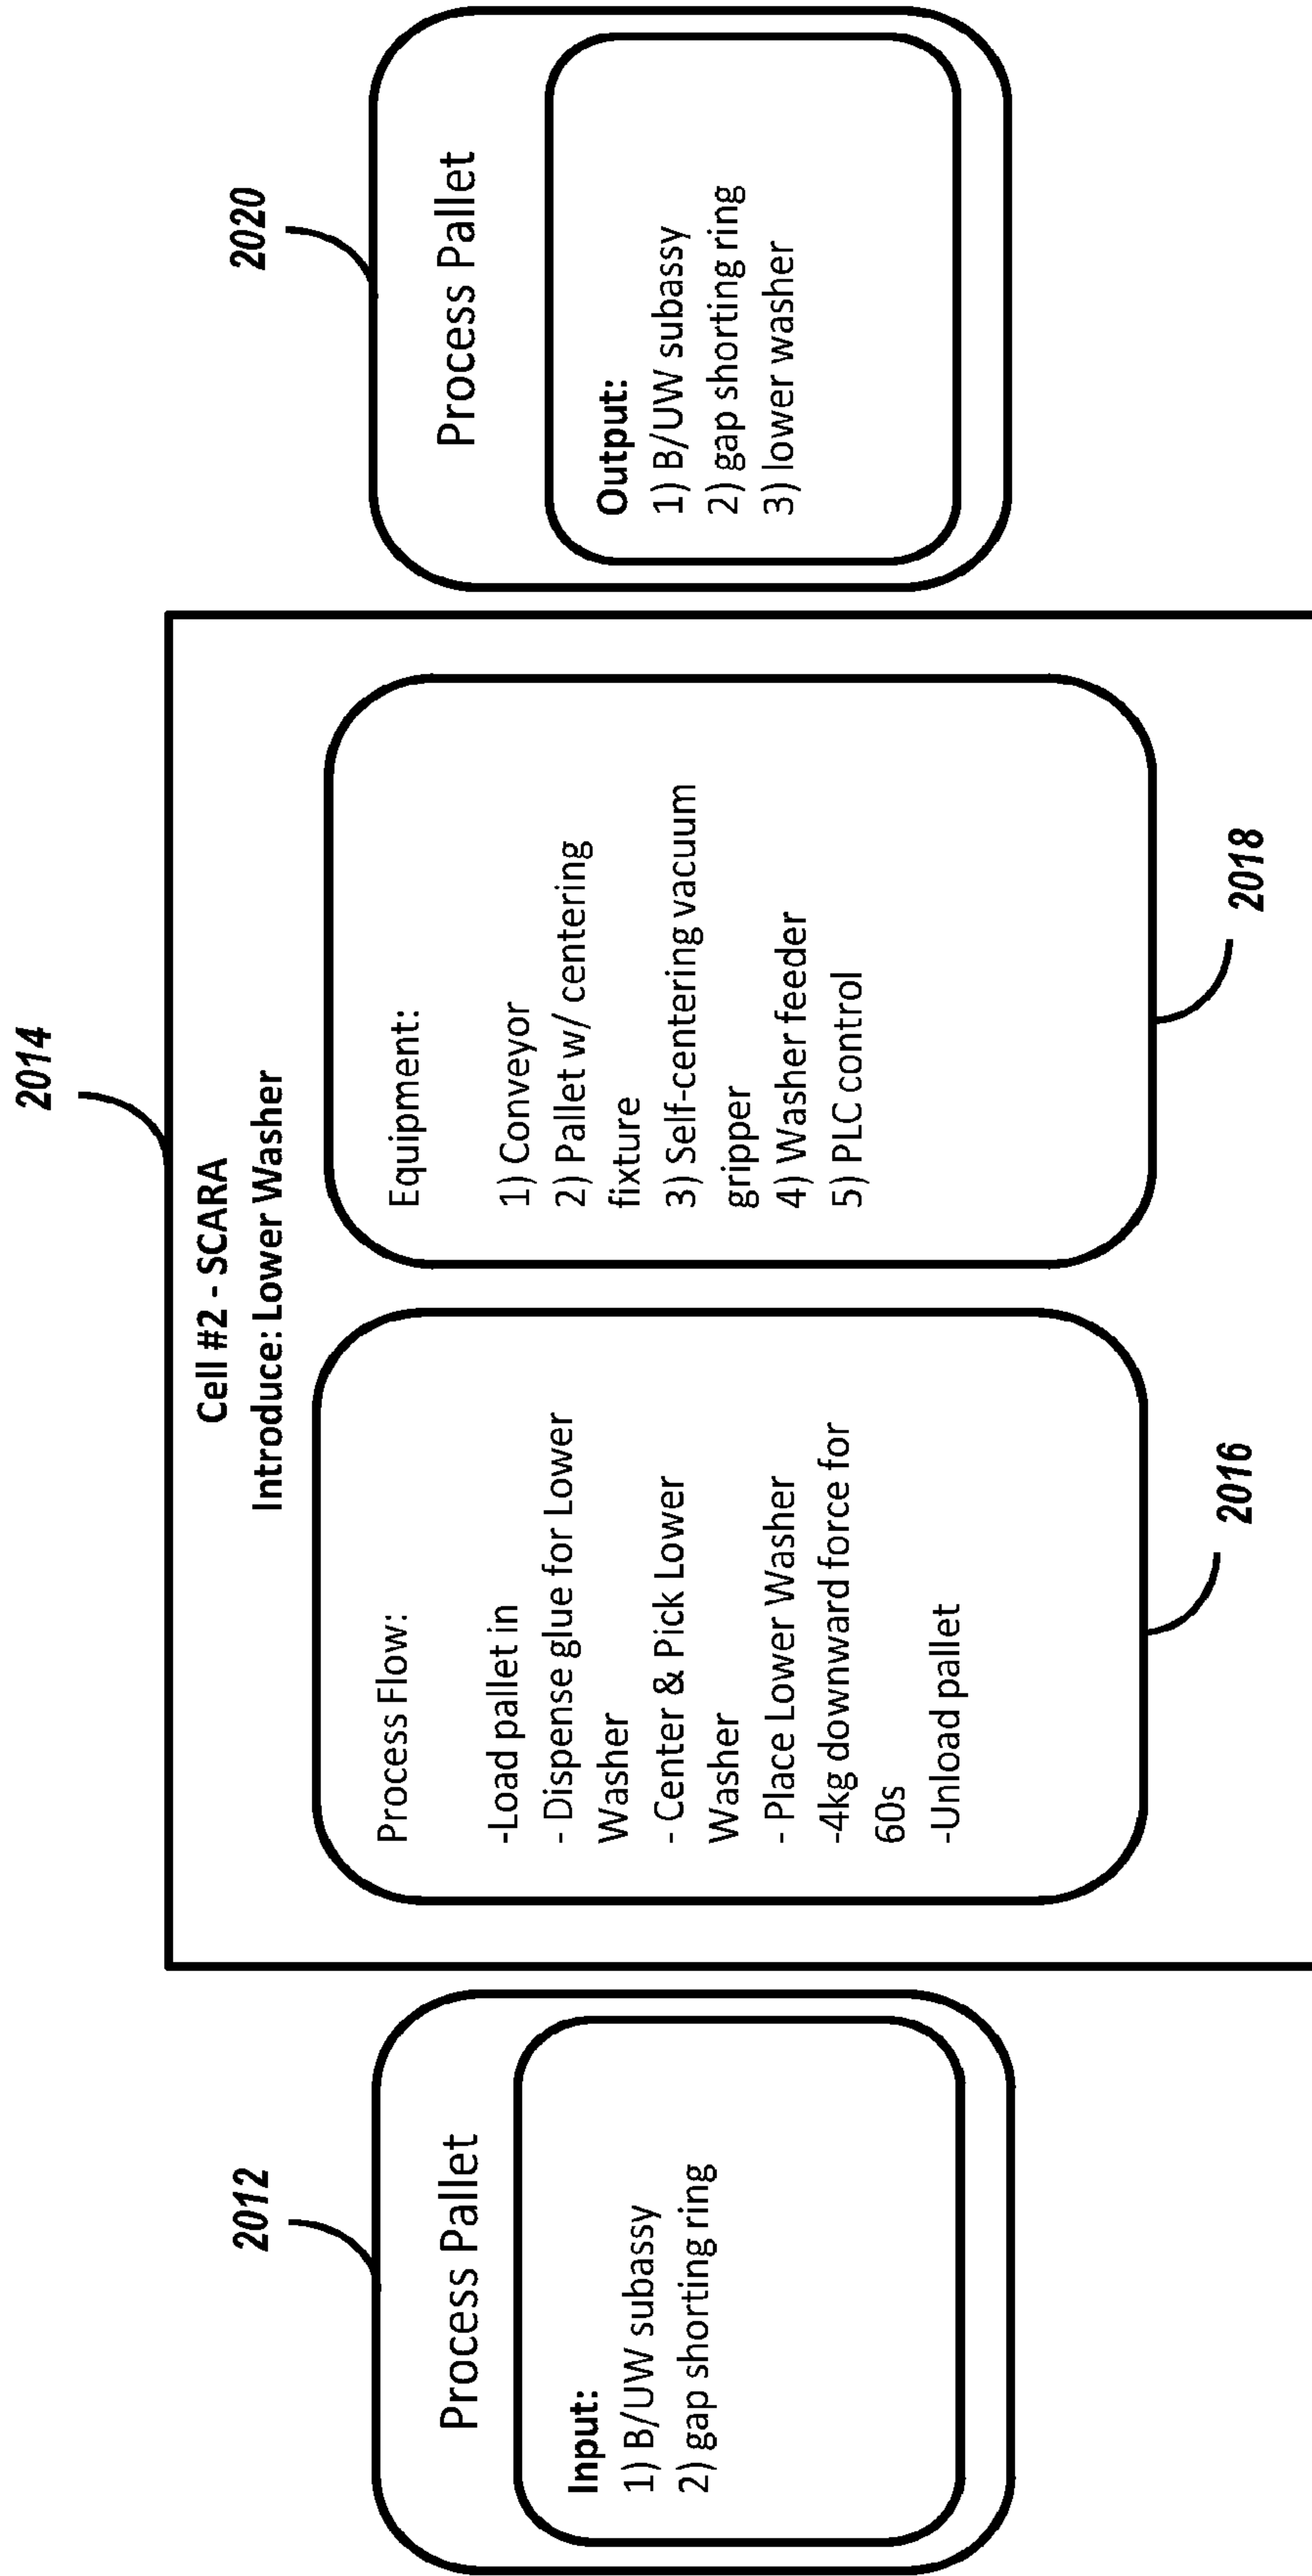 2012
Process Pallet
Input:
1) B/UW subassy
2) gap shorting ring
2014
Cell #2 - SCARA
Introduce: Lower Washer
Process Flow:
-Load pallet in
- Dispense glue for Lower
Washer
- Center & Pick Lower
Washer
- Place Lower Washer
-4kg downward force for
60s
-Unload pallet
2016
Equipment:
1) Conveyor
2) Pallet w/ centering
fixture
3) Self-centering vacuum
gripper
4) Washer feeder
5) PLC control
2018
2020
Process Pallet
Output:
1) B/UW subassy
2) gap shorting ring
3) lower washer